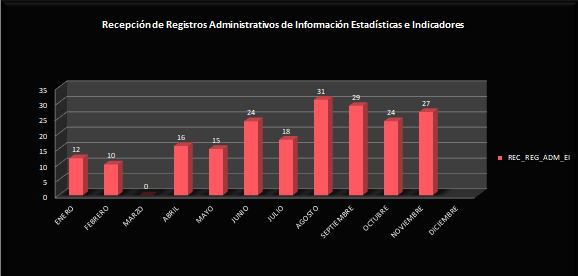 Recepción de Registros Administrativos de Información Estadísticas e Indicadores
35
30
25
20
15
10
5
0
12
10
0
16
15
24
18
31
29
24
27
ENERO
FEBRERO
MARZO
ABRIL
MAYO
JUNIO
JULIO
AGOSTO
SEPTIEMBRE
OCTUBRE
NOVIEMBRE
DICIEMBRE
REC_REG_ADM_EI